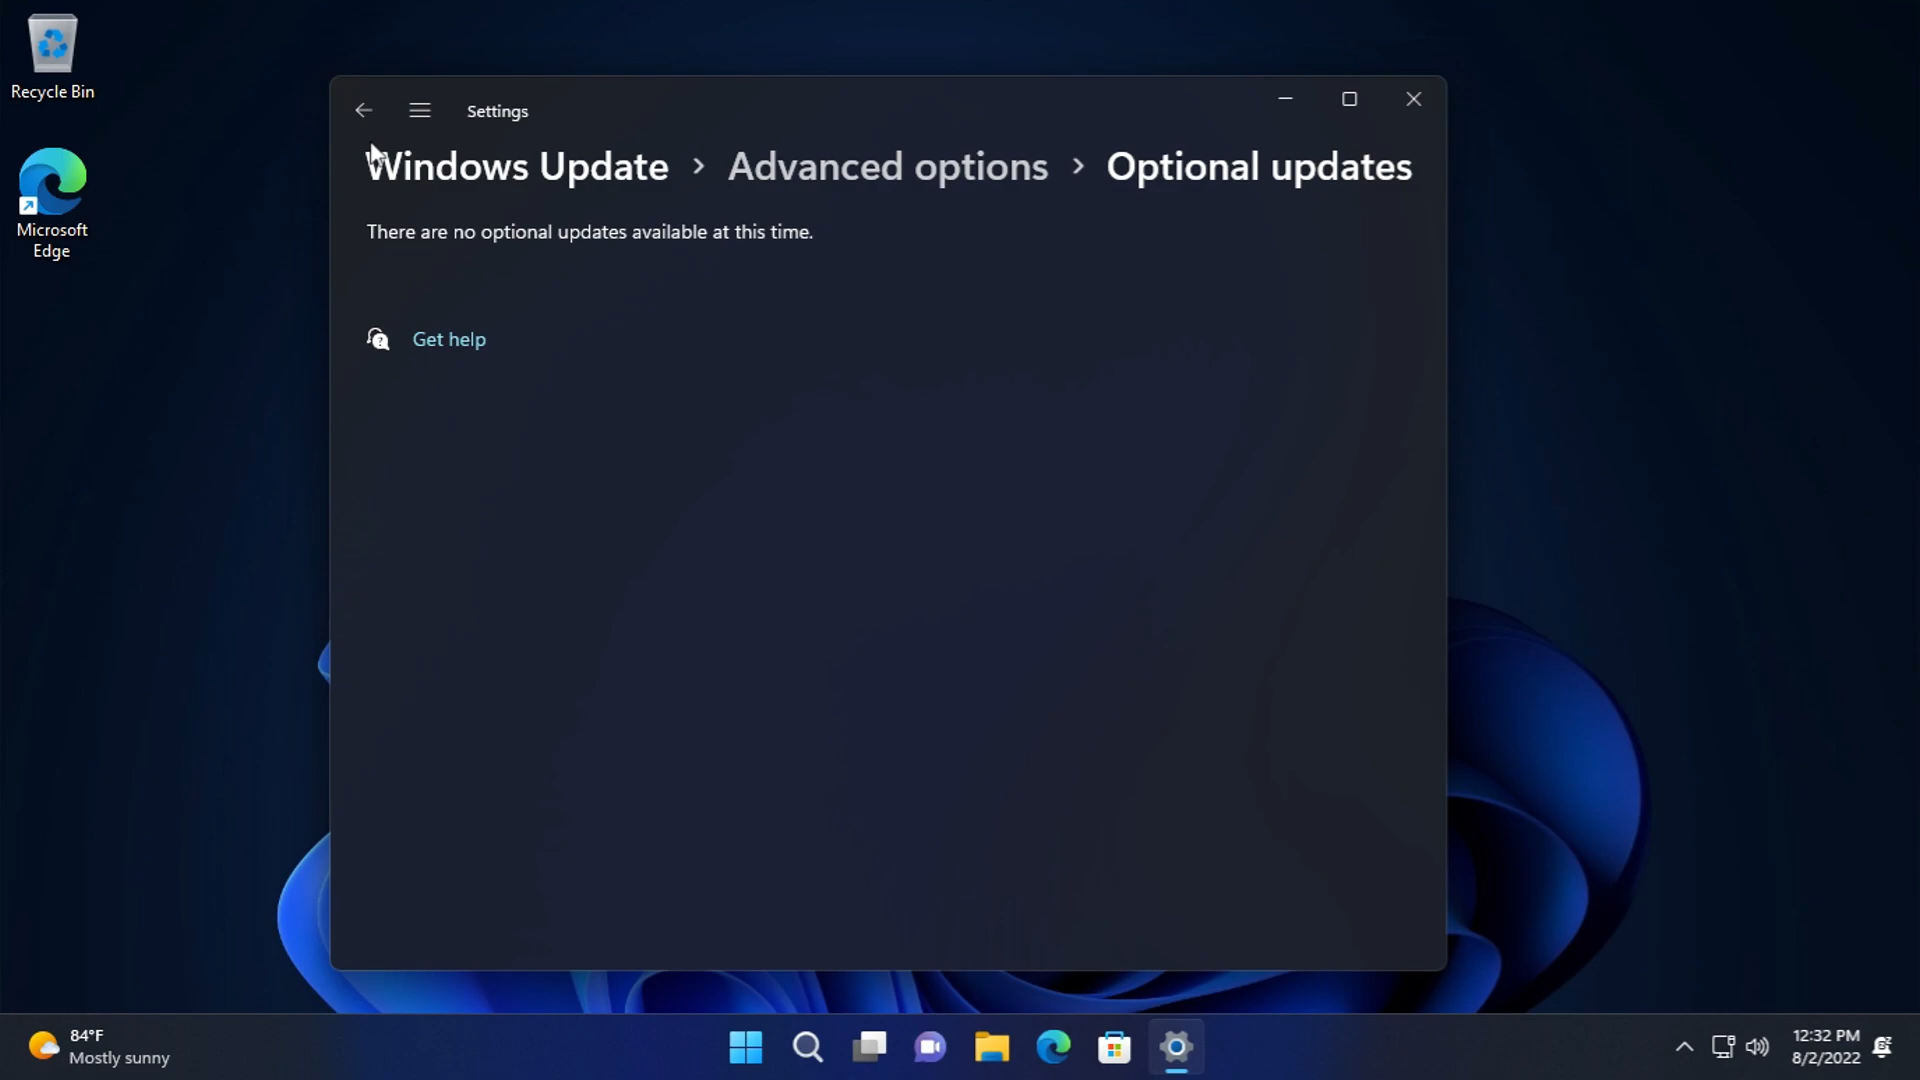 Recycle Bin
Microsoft
Edge
Settings
Windows Update > Advanced options > Optional updates
There are no optional updates available at this time.
Get help
84°F
Mostly sunny
12:32 PM
8/2/2022